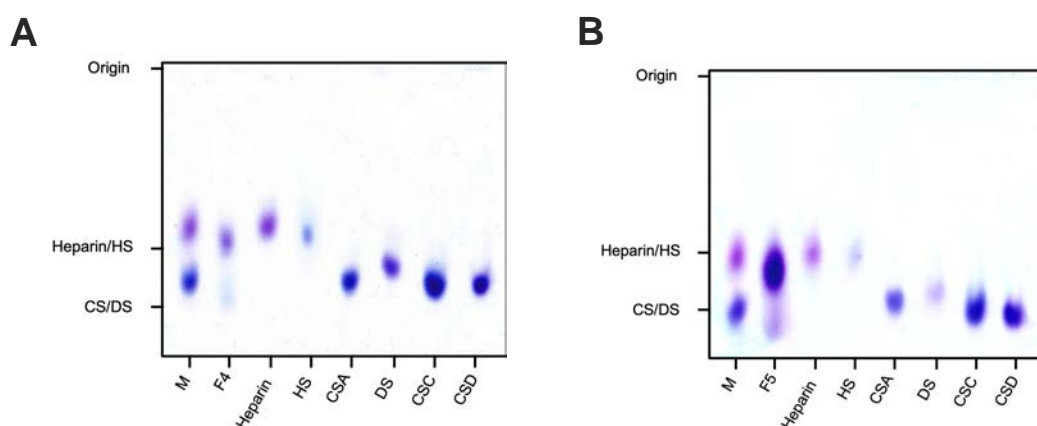 A
Origin
Heparin/HS
CS/DS
M
F4
Heparin
HS
CSA
DS
CSC
CSD
B
Origin
Heparin/HS
CS/DS
M
F5
Heparin
HS
CSA
DS
CSC
CSD